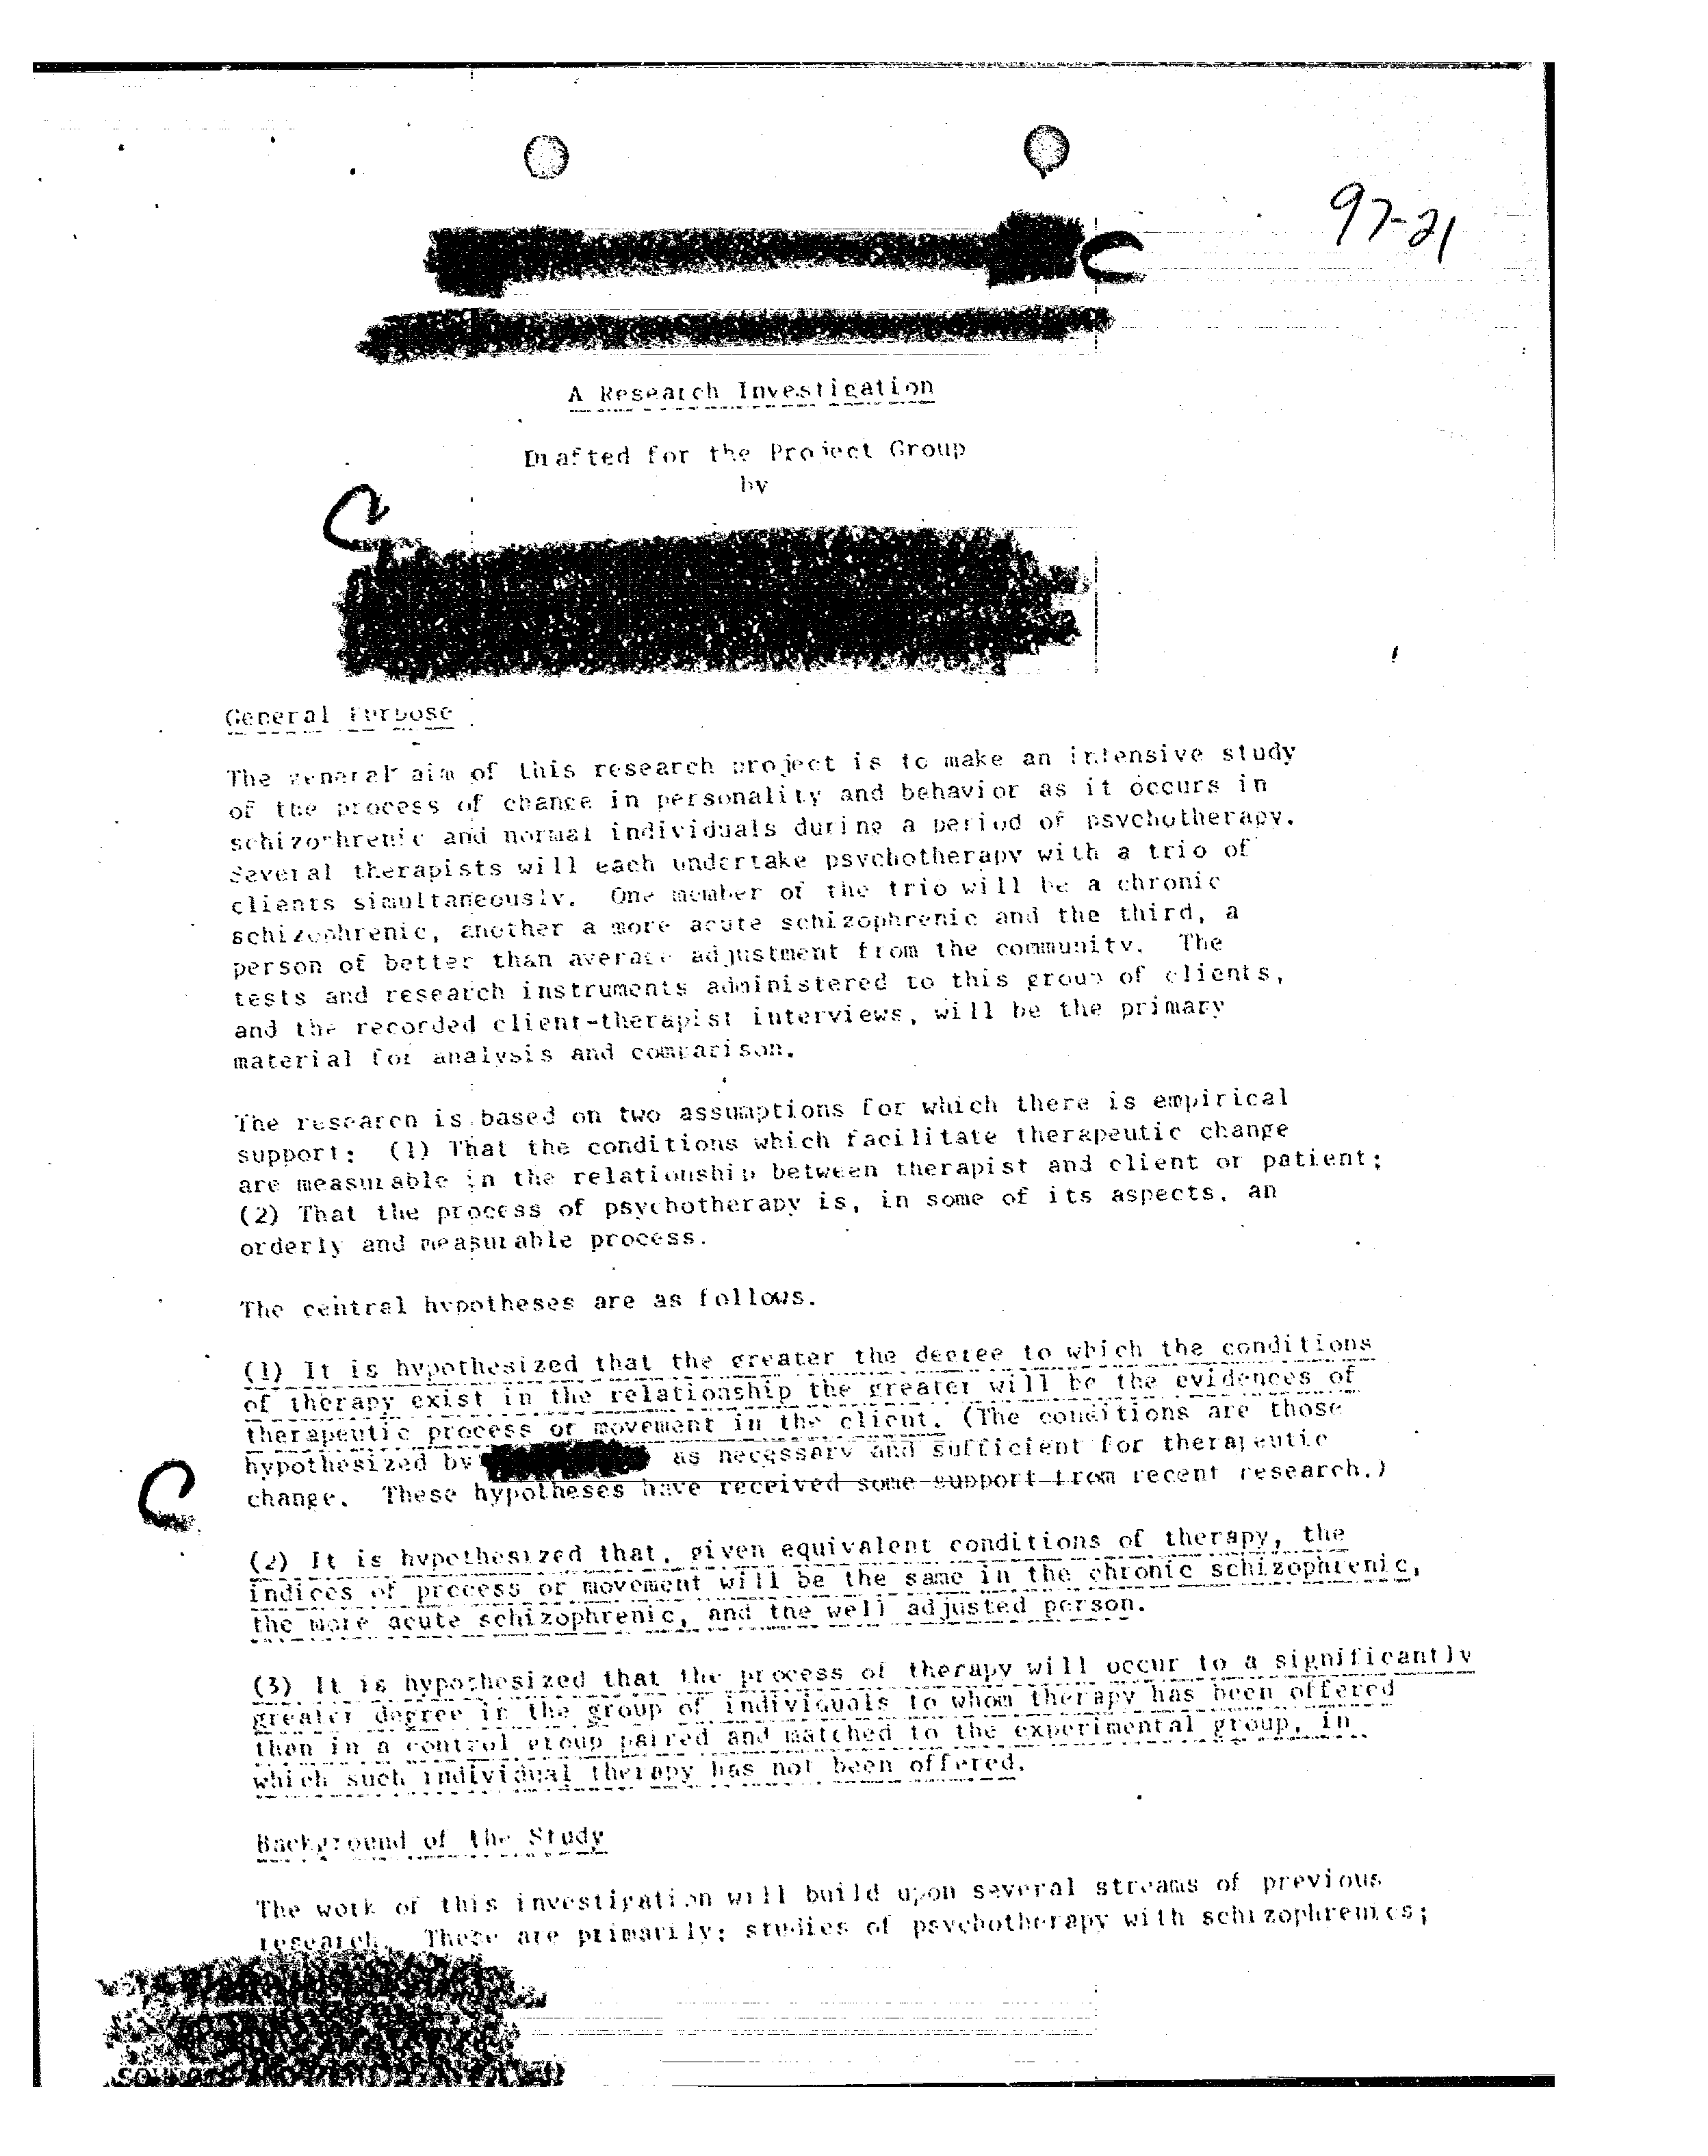 97-21
A Research Investigation
Drafted for the Project Group
by
General Purpose
The general aim of this research project is to make an intensive study
of the process of change in personality and behavior as it occurs in
schizophrenic and normal individuals during a period of psychotherapy.
Several therapists will each undertake psychotherapy with a trio of
clients simultaneously. One member of the trio will be a chronic
schizophrenic, another a more acute schizophrenic and the third, a
person of better than average adjustment from the community. The
tests and research instruments administered to this group of clients,
and the recorded client-therapist interviews, will be the primary
material for analysis and comparison.
The research is based on two assumptions for which there is empirical
support: (1) That the conditions which facilitate therapeutic change
are measurable in the relationship between therapist and client or patient;
(2) That the process of psychotherapy is, in some of its aspects, an
orderly and measurable process.
The central hypotheses are as follows.
(1) It is hypothesized that the greater the degree to which the conditions
of therapy exist in the relationship the greater will be the evidences of
therapeutic process or movement in the client. (The conditions are those
hypothesized by as necessary and sufficient for therapeutic
change. These hypotheses have received some support from recent research.)
(2) It is hypothesized that, given equivalent conditions of therapy, the
indices of process or movement will be the same in the chronic schizophrenic,
the more acute schizophrenic, and the well adjusted person.
(3) It is hypothesized that the process of therapy will occur to a significantly
greater degree in the group of individuals to whom therapy has been offered
than in a control group paired and matched to the experimental group, in
which such individual therapy has not been offered.
Background of the Study
The work of this investigation will build upon several streams of previous
research. These are primarily: studies of psychotherapy with schizophrenics;